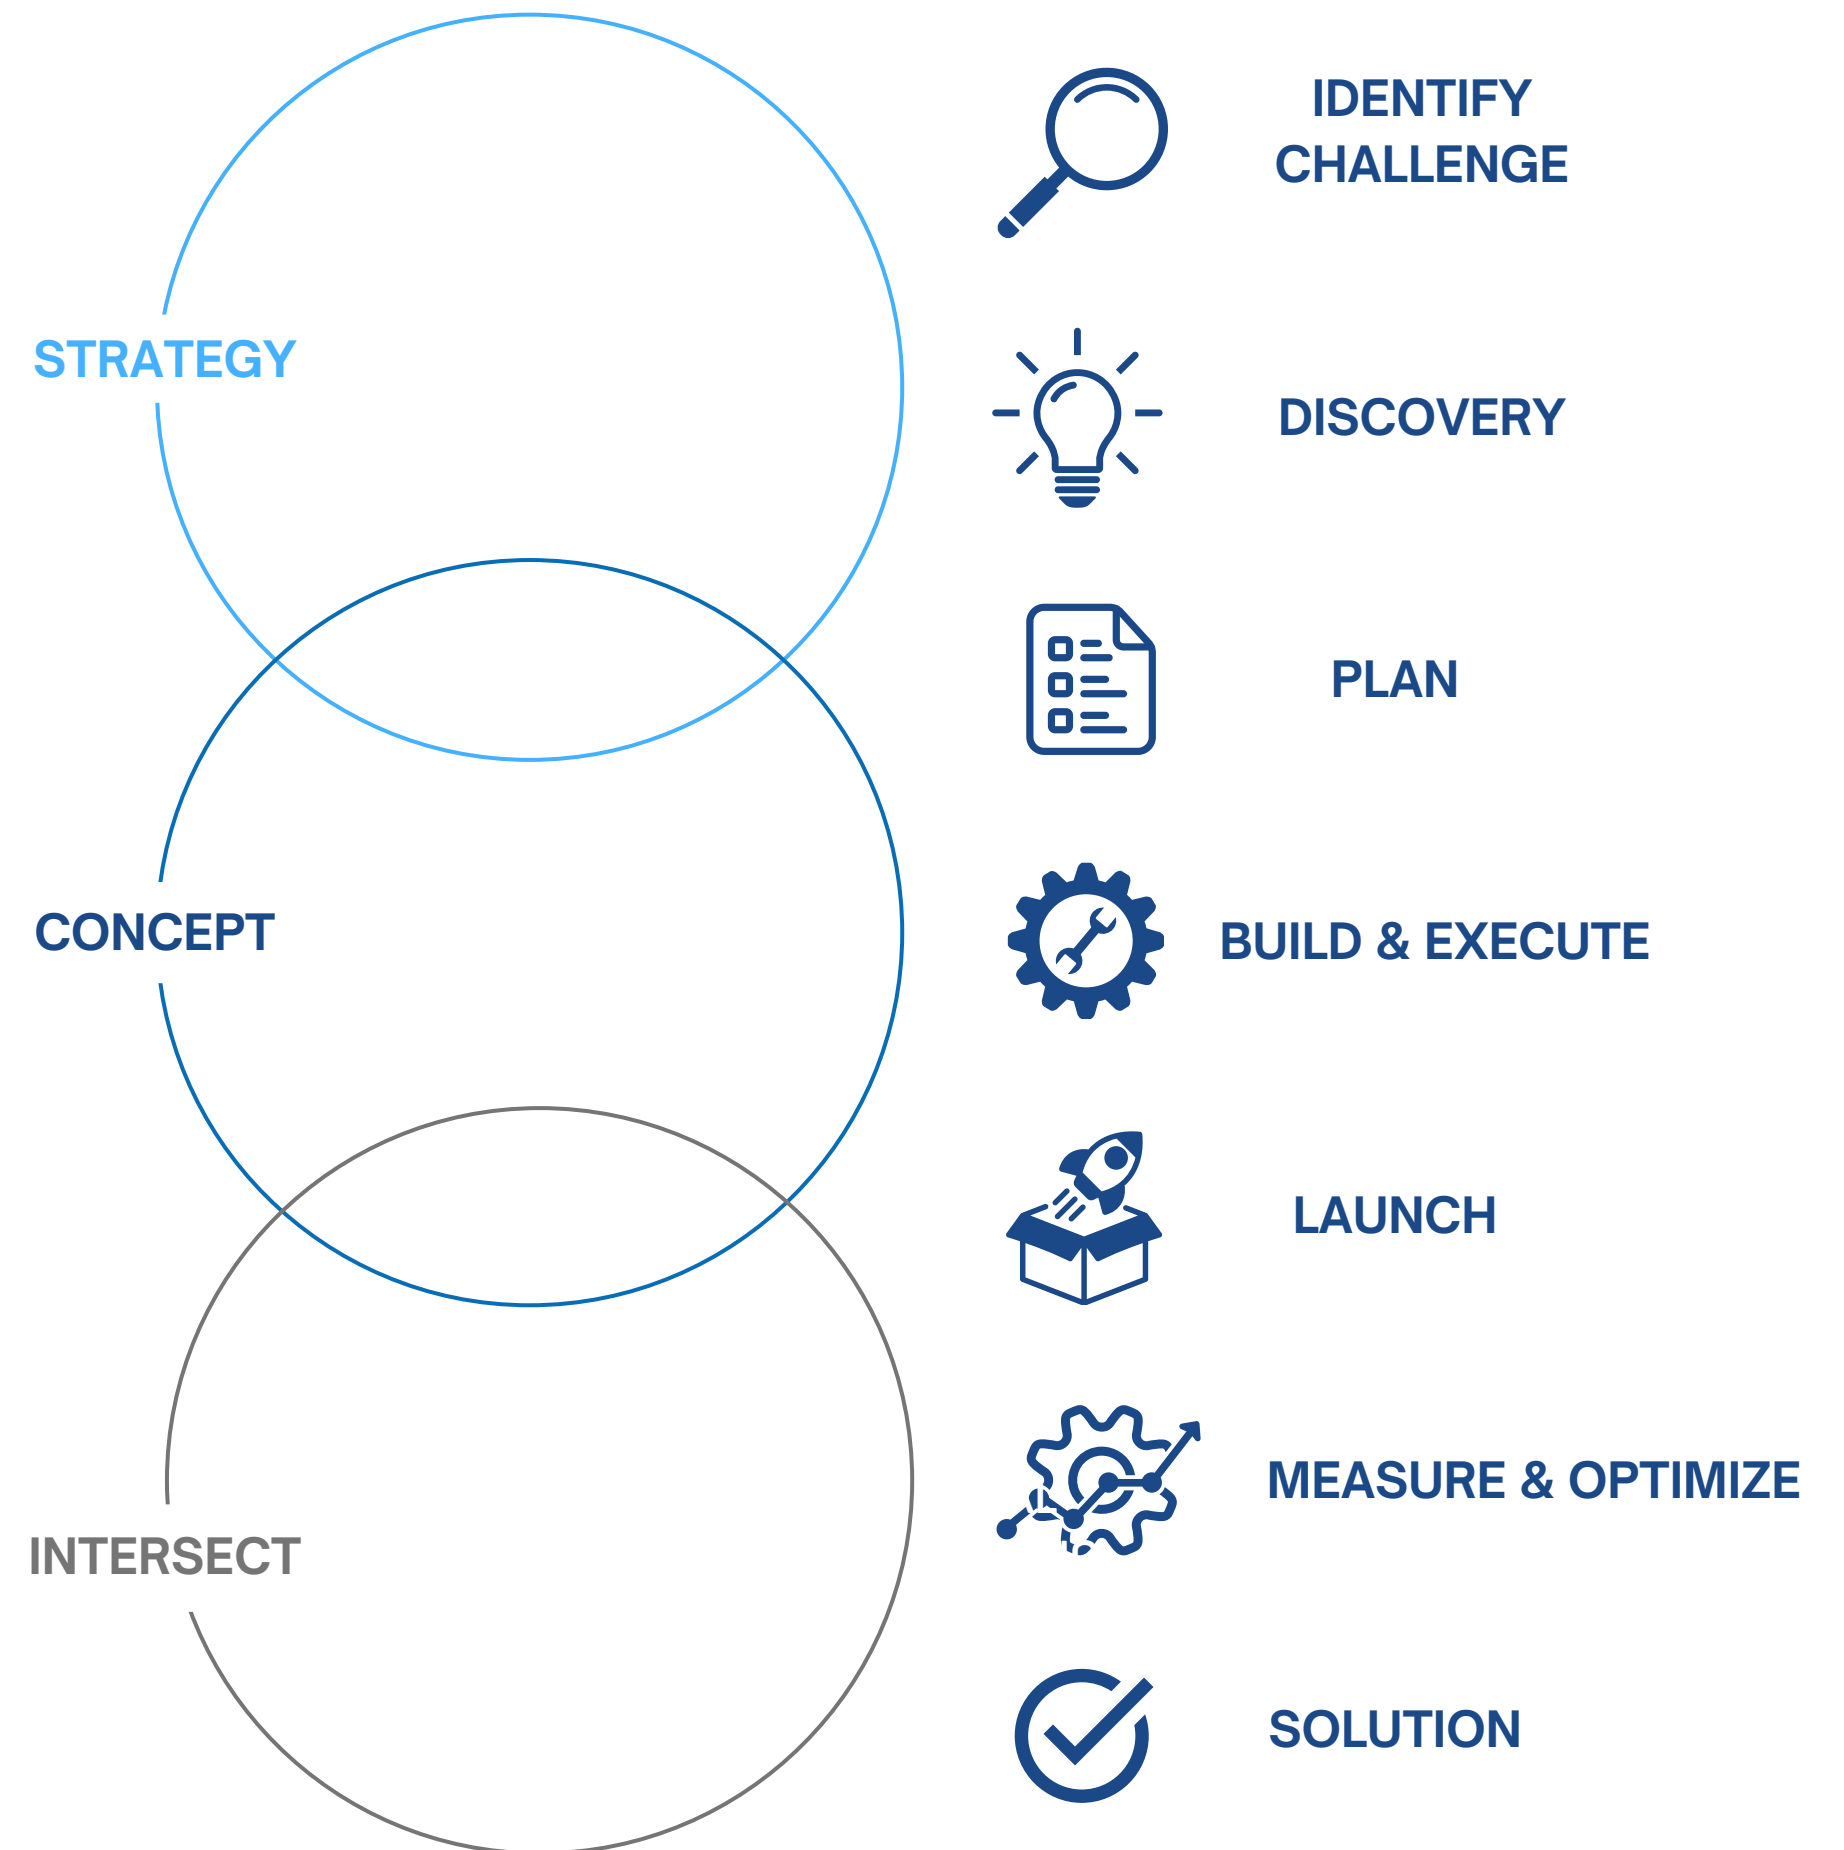 IDENTIFY
CHALLENGE
STRATEGY
DISCOVERY
PLAN
CONCEPT
BUILD & EXECUTE
LAUNCH
MEASURE & OPTIMIZE
INTERSECT
SOLUTION